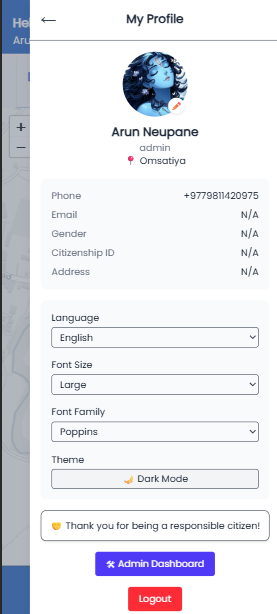 ← My Profile
Hel
Aru
Arun Neupane
admin
📍 Omsatiya
Phone +9779811420975
Email N/A
Gender N/A
Citizenship ID N/A
Address N/A
+
−
Language
English
Font Size
Large
Font Family
Poppins
Theme
🌙 Dark Mode
😊 Thank you for being a responsible citizen!
🛠 Admin Dashboard
Logout